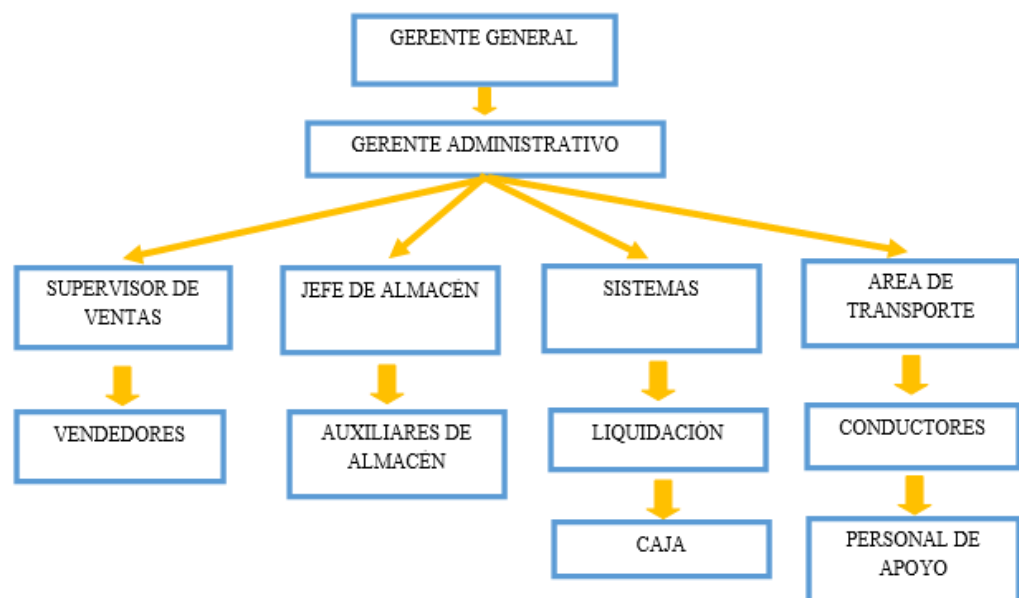 GERENTE GENERAL
GERENTE ADMINISTRATIVO
SUPERVISOR DE
VENTAS
JEFE DE ALMACÉN
SISTEMAS
AREA DE
TRANSPORTE
VENDEDORES
AUXILIARES DE
ALMACÉN
LIQUIDACIÓN
CONDUCTORES
CAJA
PERSONAL DE
APOYO